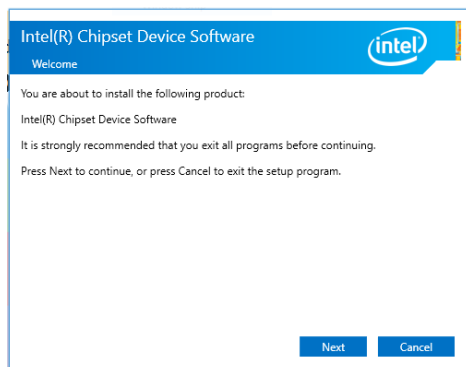 Intel(R) Chipset Device Software
intel
Welcome
You are about to install the following product:
Intel(R) Chipset Device Software
It is strongly recommended that you exit all programs before continuing.
Press Next to continue, or press Cancel to exit the setup program.
Next
Cancel